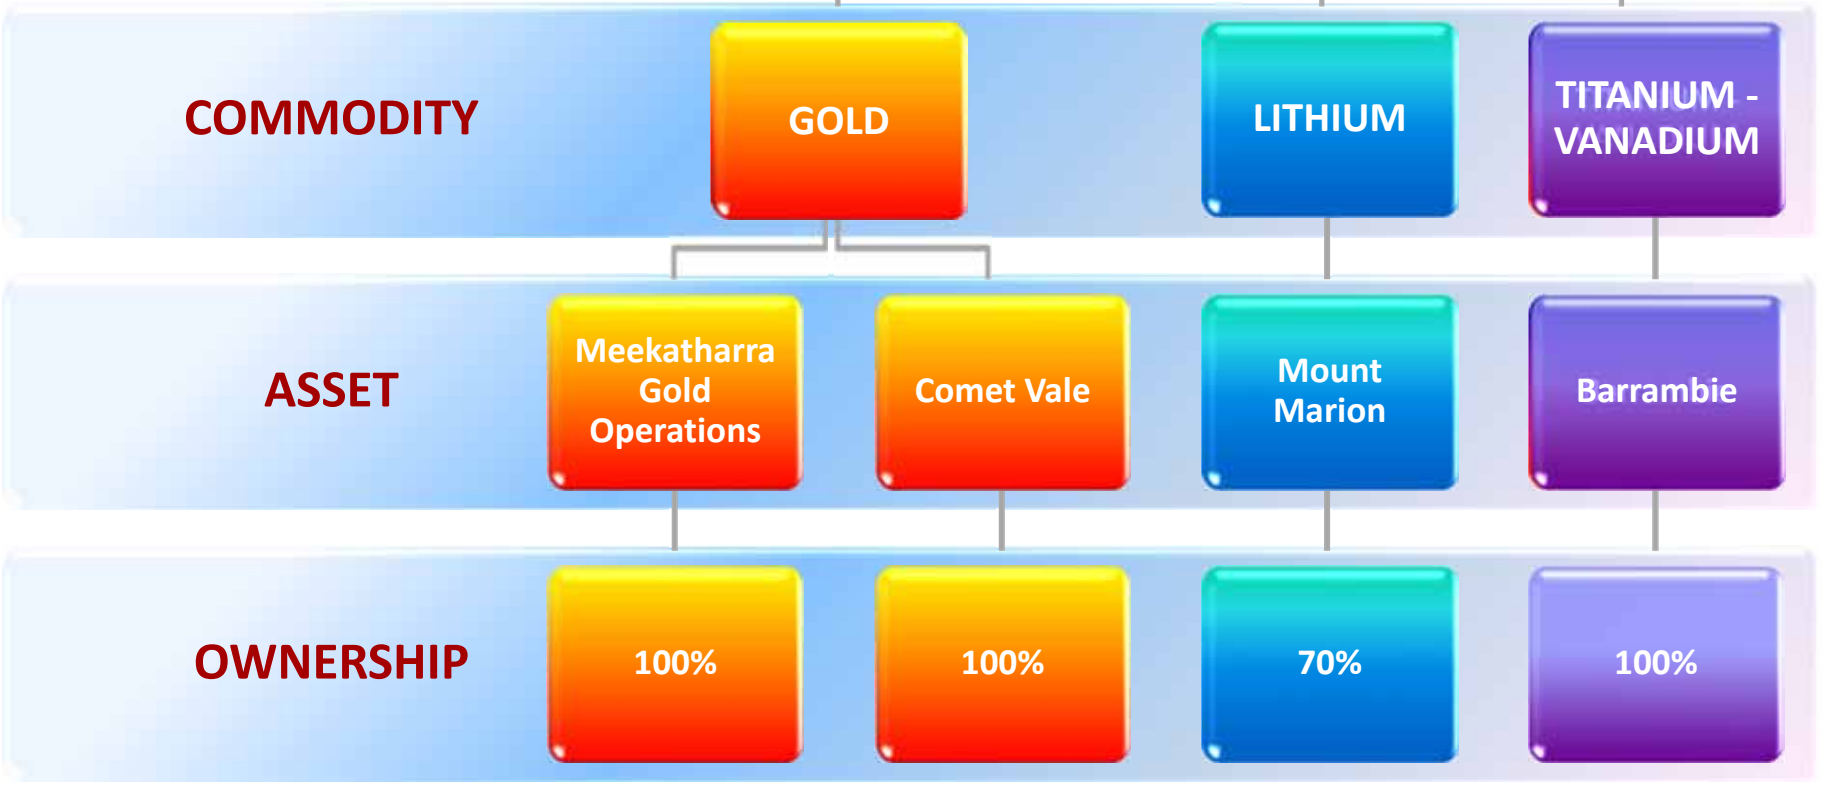 COMMODITY
GOLD
LITHIUM
TITANIUM -
VANADIUM
ASSET
Meekatharra
Gold
Operations
Comet Vale
Mount
Marion
Barrambie
OWNERSHIP
100%
100%
70%
100%